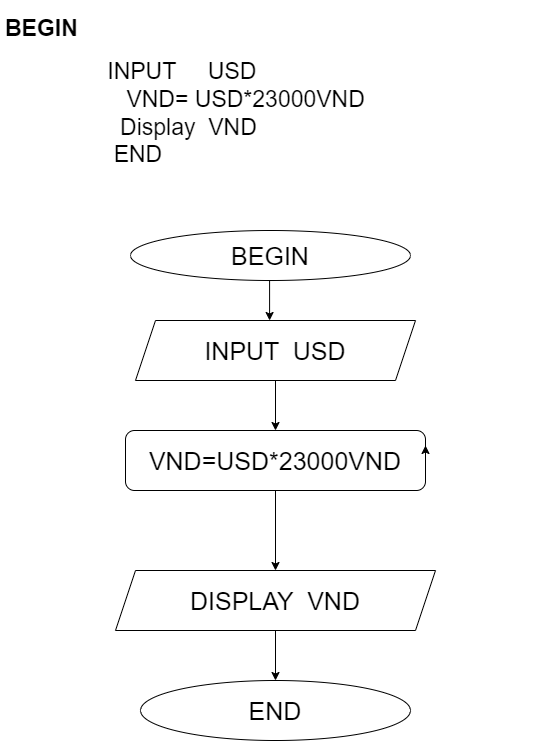 BEGIN
INPUT USD
VND= USD*23000VND
Display VND
END
BEGIN
INPUT USD
VND=USD*23000VND
DISPLAY VND
END